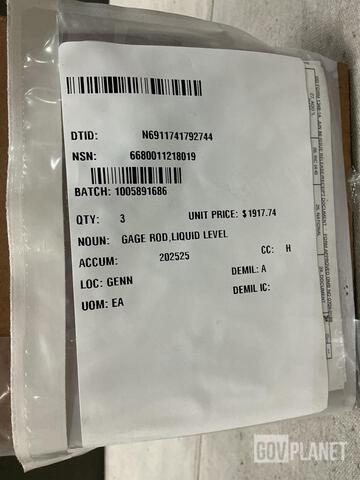 DTID: N6911741792744
NSN: 6680011218019
BATCH: 1005891686
QTY: 3 UNIT PRICE: $1917.74
NOUN: GAGE ROD,LIQUID LEVEL
ACCUM: 202525 CC: H
LOC: GENN DEMIL: A
UOM: EA DEMIL IC:
GOVPLANET